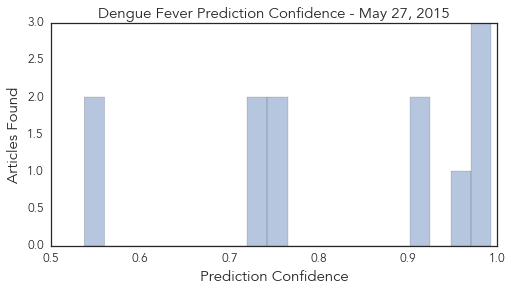 Dengue Fever Prediction Confidence - May 27, 2015
3.0
2.5
2.0
1.5
1.0
0.5
0.0
Articles Found
0.5 0.6 0.7 0.8 0.9 1.0
Prediction Confidence